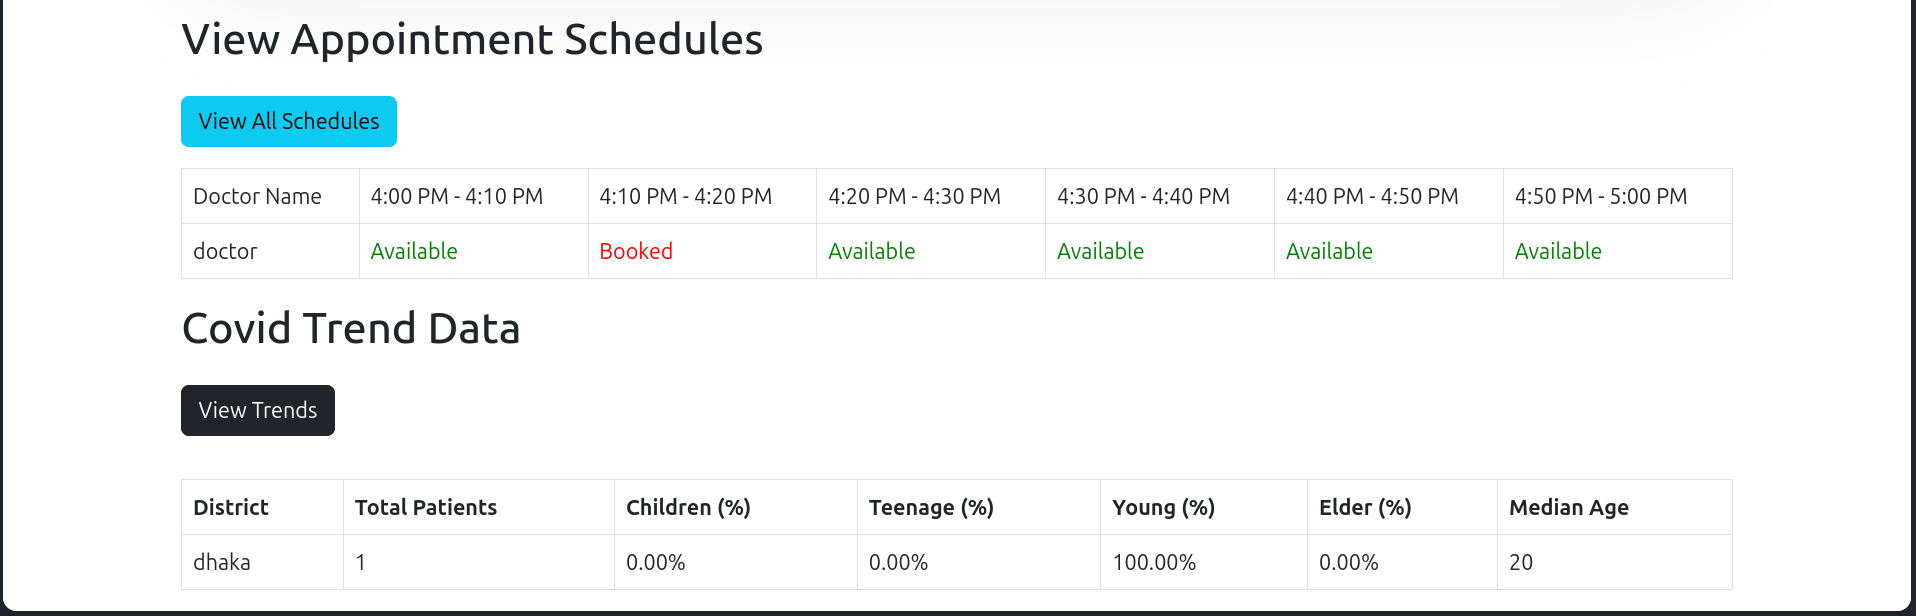 View Appointment Schedules
View All Schedules
Doctor Name 4:00 PM - 4:10 PM 4:10 PM - 4:20 PM 4:20 PM - 4:30 PM 4:30 PM - 4:40 PM 4:40 PM - 4:50 PM 4:50 PM - 5:00 PM
doctor Available Booked Available Available Available Available
Covid Trend Data
View Trends
District Total Patients Children (%) Teenage (%) Young (%) Elder (%) Median Age
dhaka 1 0.00% 0.00% 100.00% 0.00% 20